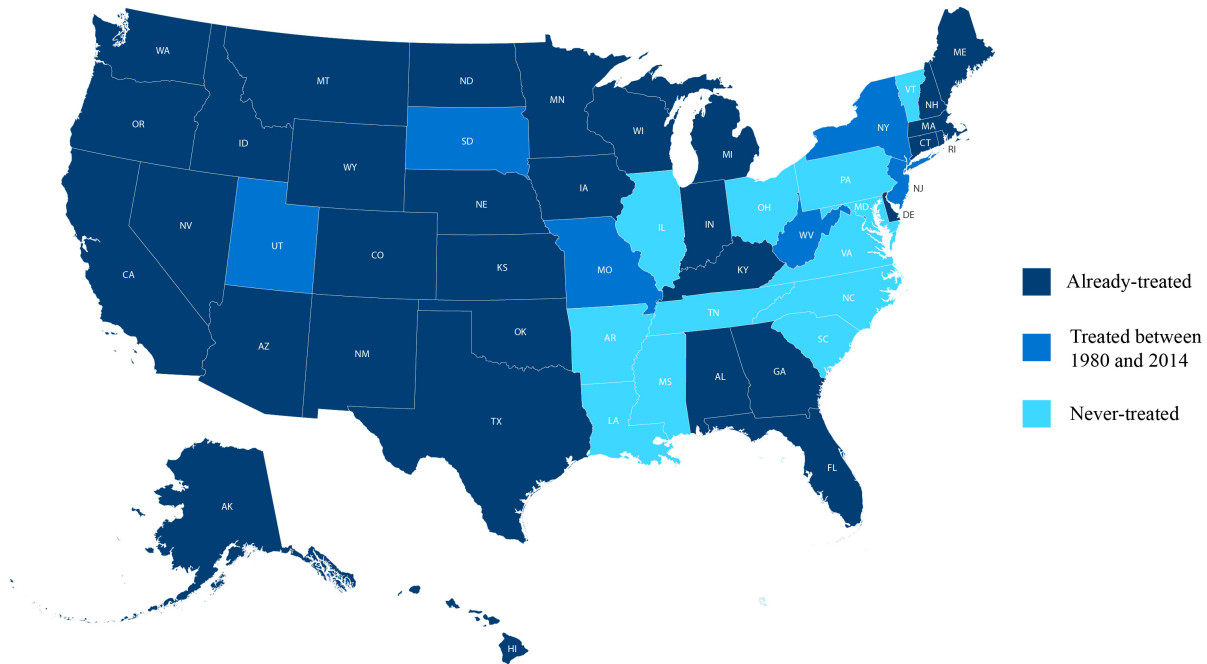 WA
MT
ND
MN
ME
VT
NH
OR
ID
SD
WI
NY
MA
CT
RI
WY
MI
IA
PA
NJ
NE
OH
MD
DE
NV
UT
IL
IN
WV
CO
VA
CA
KS
MO
KY
NC
TN
AZ
NM
OK
AR
SC
MS
AL
GA
TX
LA
FL
AK
HI
Already-treated
Treated between
1980 and 2014
Never-treated